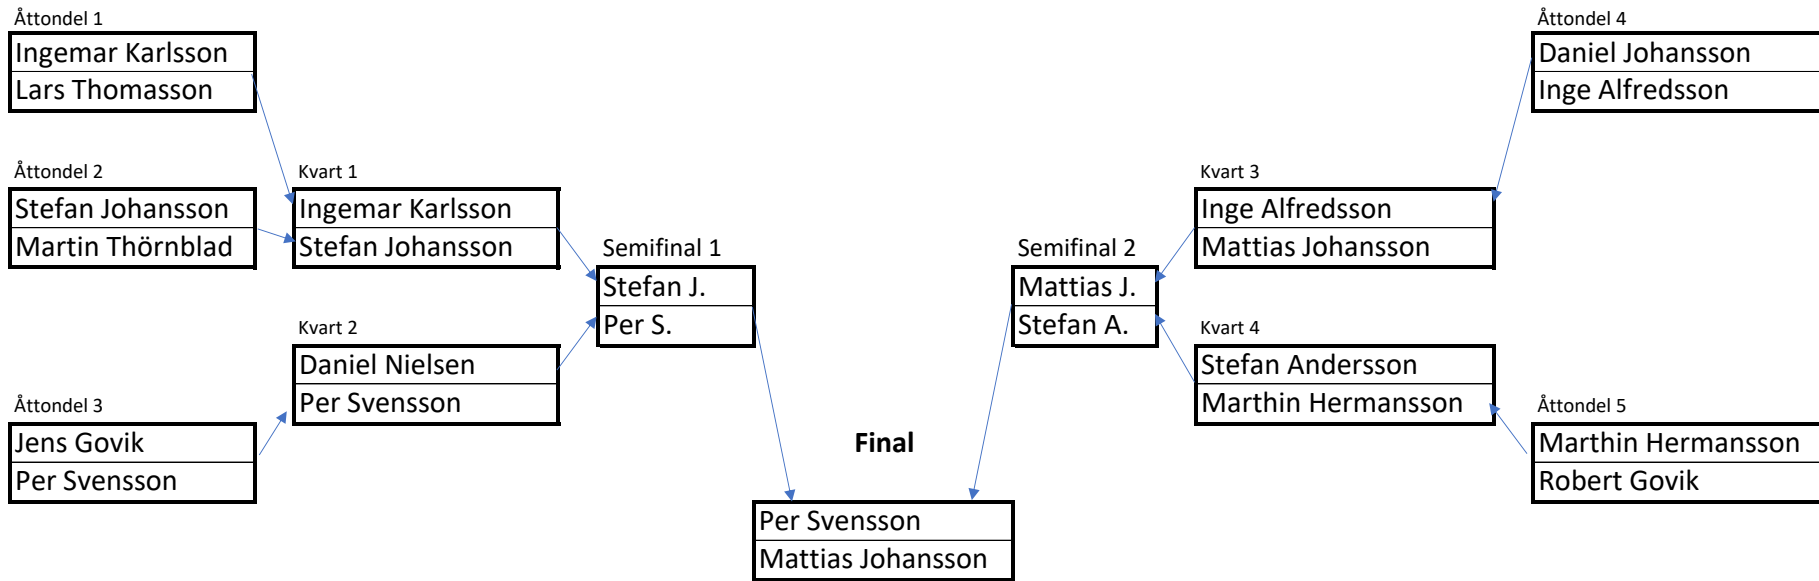 Åttondel 1
Ingemar Karlsson
Lars Thomasson
Åttondel 2
Stefan Johansson
Martin Thörnblad
Åttondel 3
Jens Govik
Per Svensson
Kvart 1
Ingemar Karlsson
Stefan Johansson
Kvart 2
Daniel Nielsen
Per Svensson
Semifinal 1
Stefan J.
Per S.
Final
Per Svensson
Mattias Johansson
Semifinal 2
Mattias J.
Stefan A.
Kvart 3
Inge Alfredsson
Mattias Johansson
Kvart 4
Stefan Andersson
Marthin Hermansson
Åttondel 4
Daniel Johansson
Inge Alfredsson
Åttondel 5
Marthin Hermansson
Robert Govik